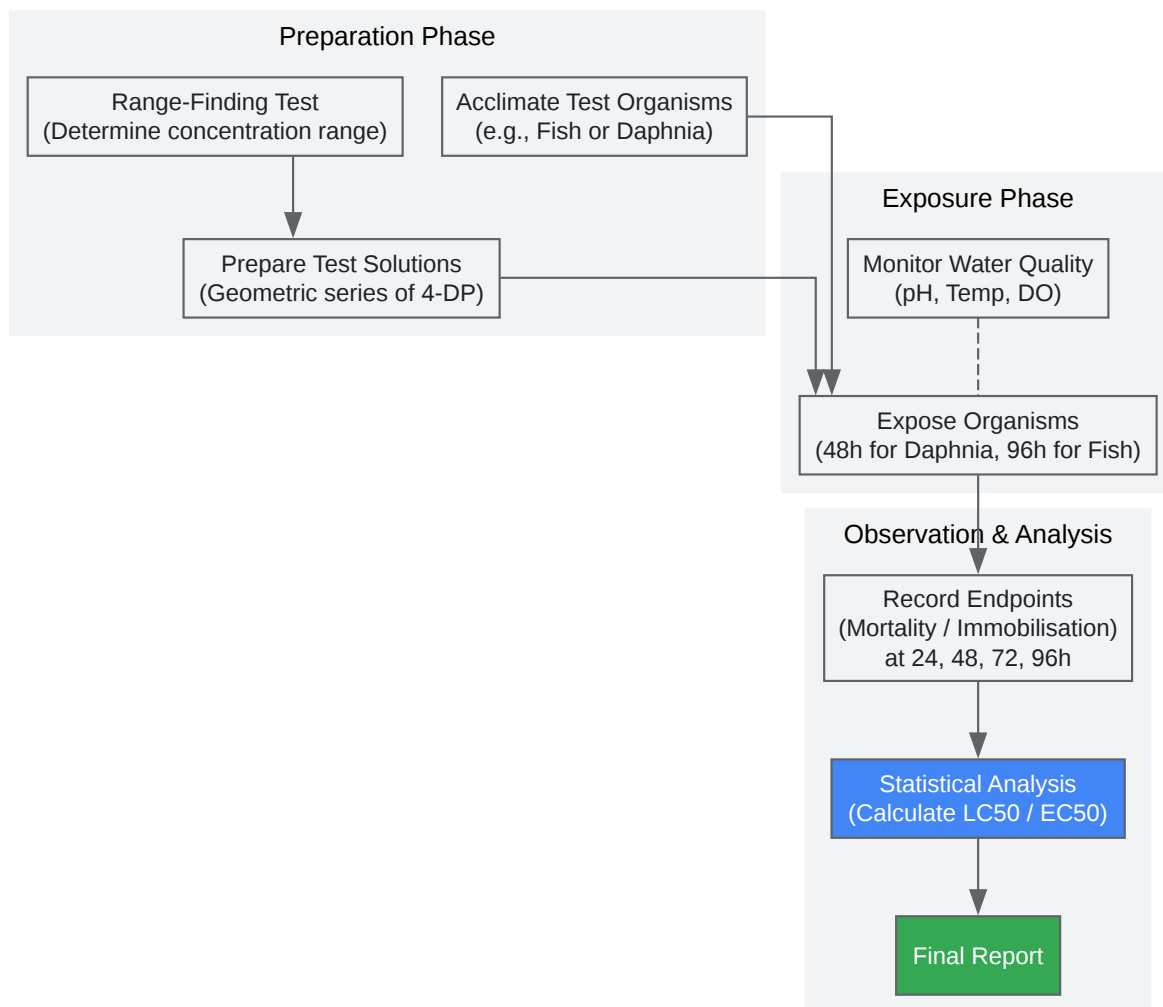 Preparation Phase
Range-Finding Test
(Determine concentration range)
Acclimate Test Organisms
(e.g., Fish or Daphnia)
Prepare Test Solutions
(Geometric series of 4-DP)
Exposure Phase
Monitor Water Quality
(pH, Temp, DO)
Expose Organisms
(48h for Daphnia, 96h for Fish)
Observation & Analysis
Record Endpoints
(Mortality / Immobilisation)
at 24, 48, 72, 96h
Statistical Analysis
(Calculate LC50 / EC50)
Final Report